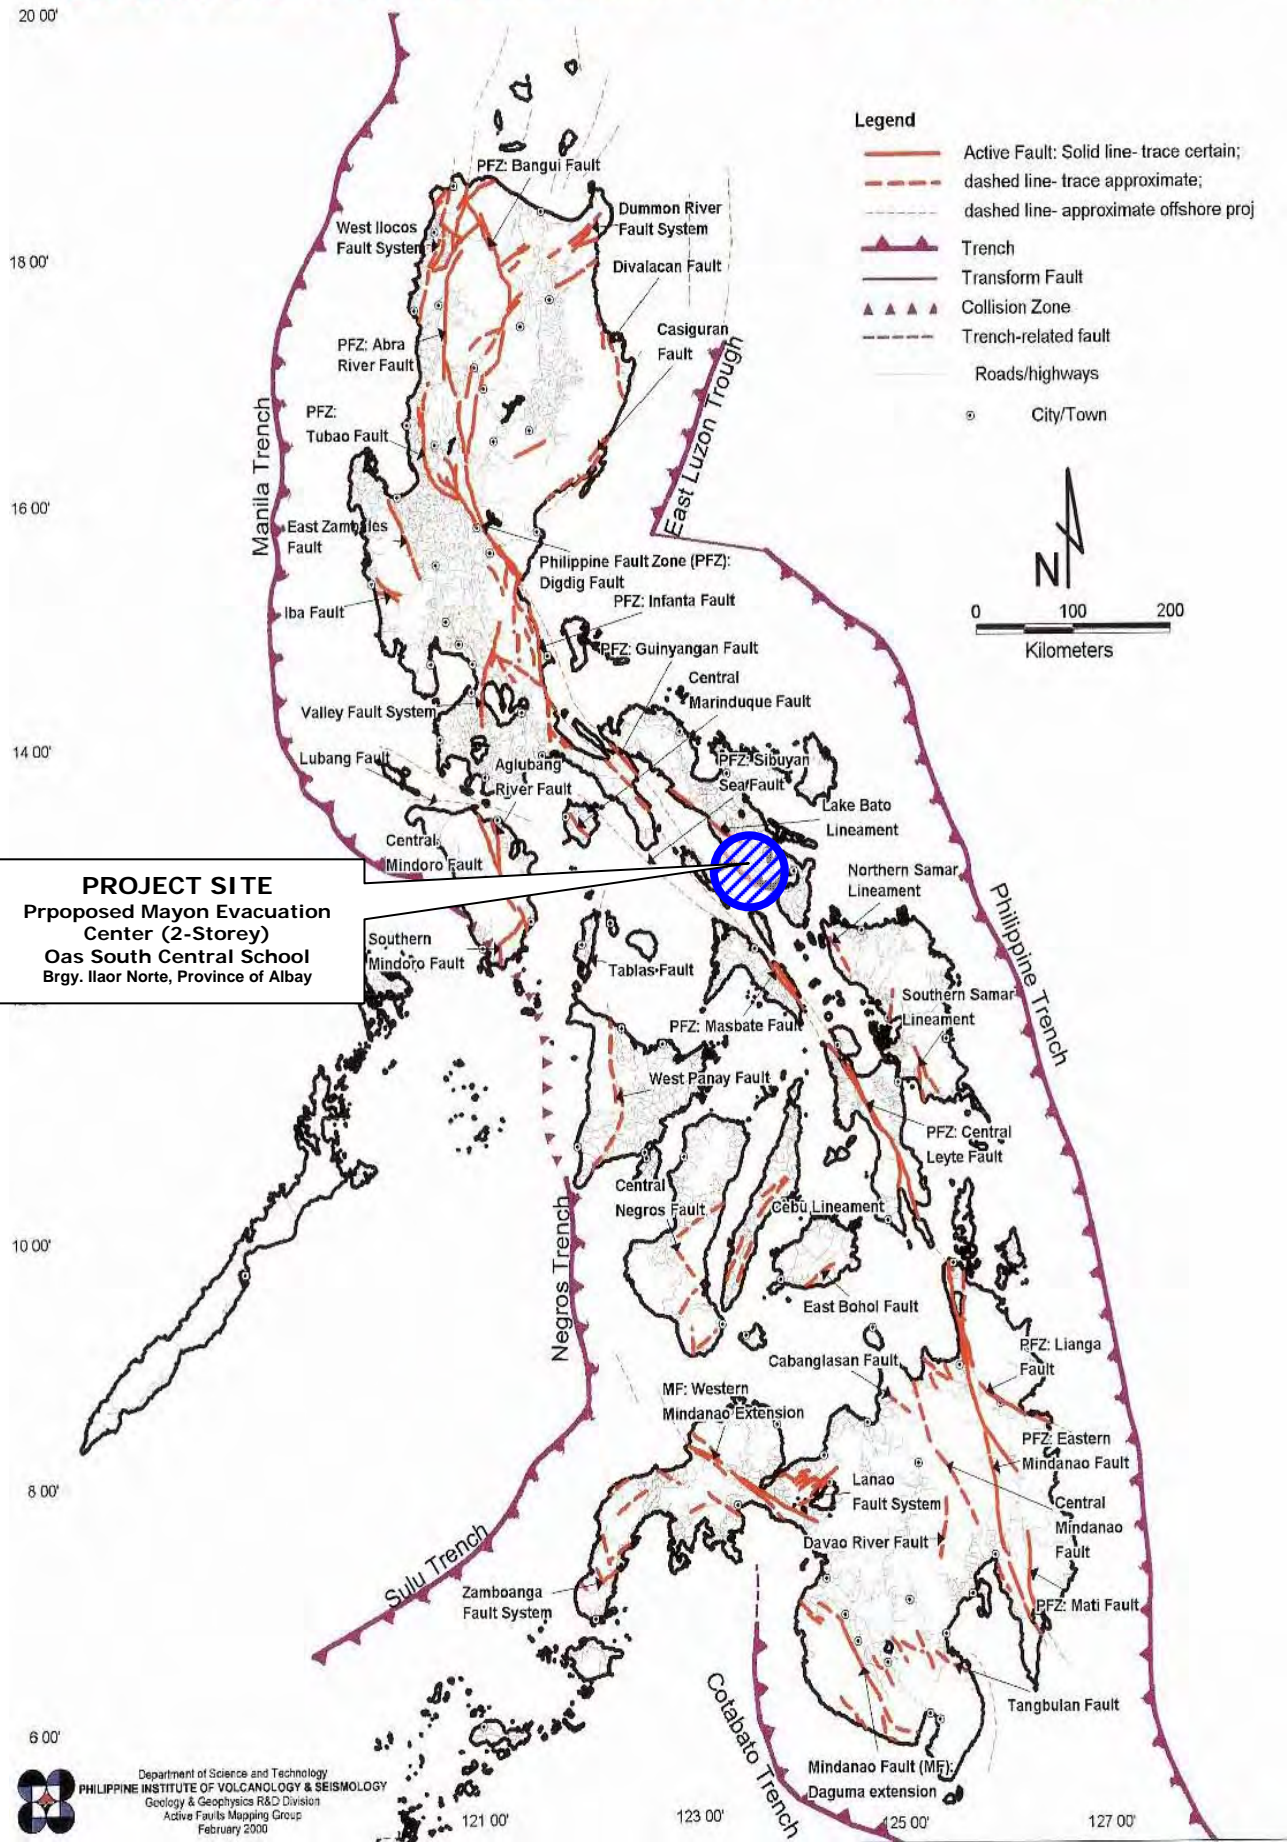 20 00'
18 00'
16 00'
14 00'
10 00'
8 00'
6 00'
121 00'
123 00'
125 00'
127 00'
Legend
Active Fault: Solid line- trace certain;
dashed line- trace approximate;
dashed line- approximate offshore proj
Trench
Transform Fault
Collision Zone
Trench-related fault
Roads/highways
City/Town
N
0 100 200
Kilometers
PFZ: Bangui Fault
West Ilocos
Fault System
Dummon River
Fault System
Divalacan Fault
Casiguran
Fault
PFZ: Abra
River Fault
PFZ:
Tubao Fault
Manila Trench
East Luzon Trough
East Zambales
Fault
Iba Fault
Philippine Fault Zone (PFZ):
Digdig Fault
PFZ: Infanta Fault
PFZ: Guinyangan Fault
Central
Marinduque Fault
Valley Fault System
Lubang Fault
Aglubang
River Fault
PFZ: Sibuyan
Sea Fault
Lake Bato
Lineament
Central
Mindoro Fault
Northern Samar
Lineament
PROJECT SITE
Prpoposed Mayon Evacuation
Center (2-Storey)
Oas South Central School
Brgy. Ilaor Norte, Province of Albay
Southern
Mindoro Fault
Tablas Fault
PFZ: Masbate Fault
Southern Samar
Lineament
Philippine Trench
West Panay Fault
PFZ: Central
Leyte Fault
Central
Negros Fault
Cebu Lineament
Negros Trench
East Bohol Fault
Cabanglasan Fault
PFZ: Lianga
Fault
MF: Western
Mindanao Extension
PFZ: Eastern
Mindanao Fault
Lanao
Fault System
Central
Mindanao
Fault
Davao River Fault
Sulu Trench
Zamboanga
Fault System
PFZ: Mati Fault
Cotabato Trench
Tangbulan Fault
Mindanao Fault (MF):
Daguma extension
Department of Science and Technology
PHILIPPINE INSTITUTE OF VOLCANOLOGY & SEISMOLOGY
Geology & Geophysics R&D Division
Active Faults Mapping Group
February 2000